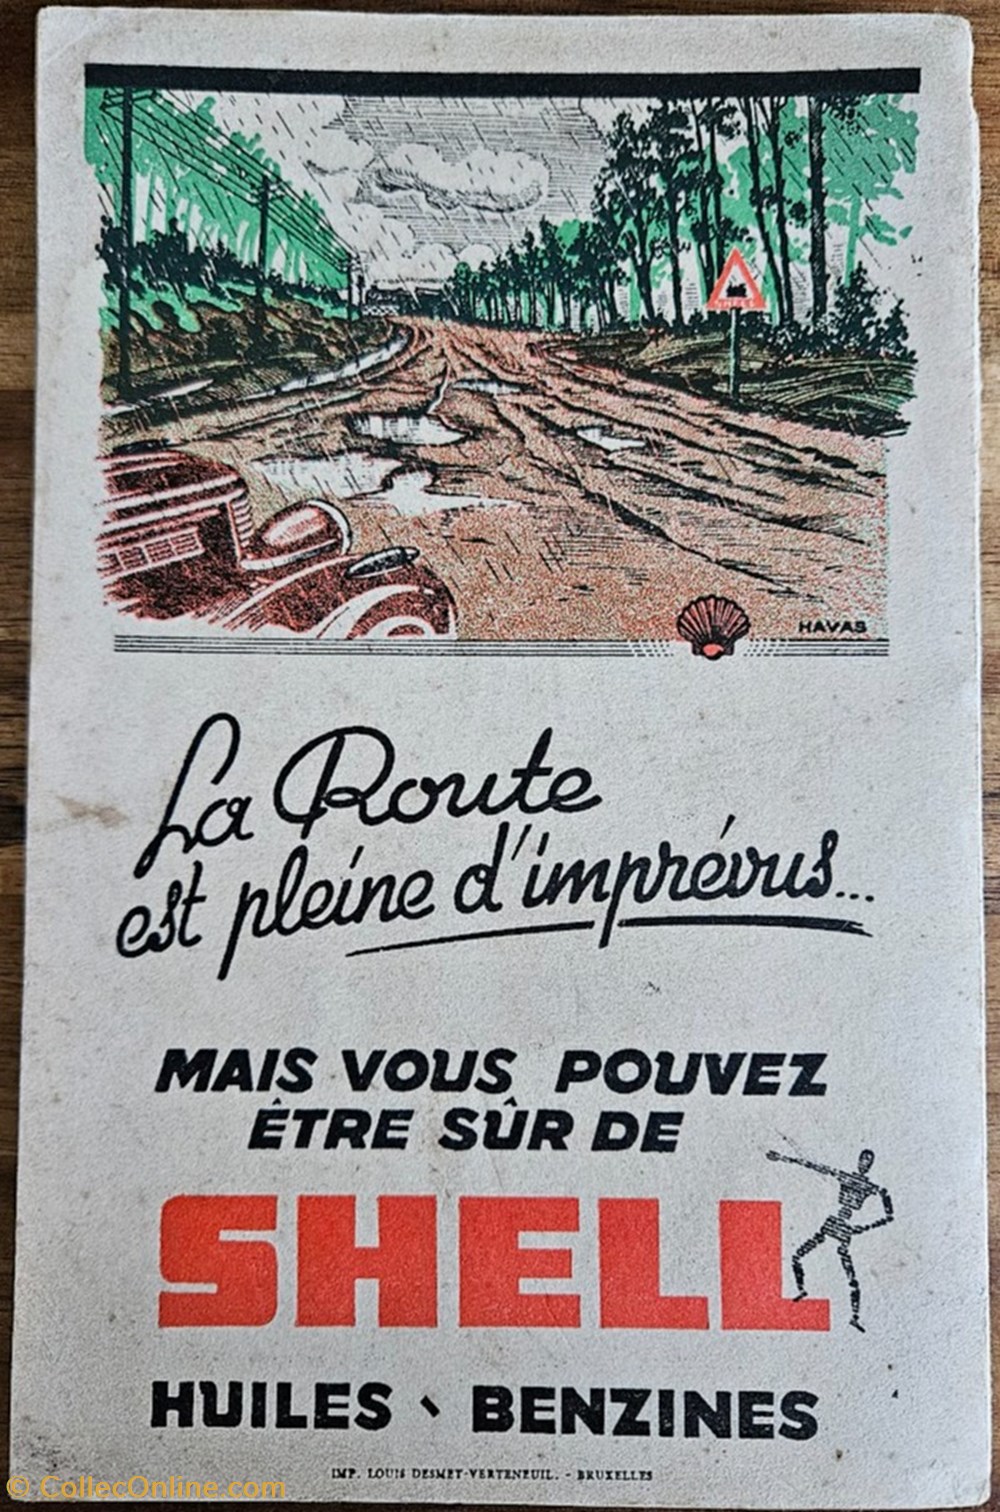 SHELL
HAVAS
La Route
est pleine d'imprévus...
MAIS VOUS POUVEZ
ÊTRE SÛR DE
SHELL
HUILES - BENZINES
IMP. LOUIS DESMET-VERTENEUIL. - BRUXELLES
© CollecOnline.com